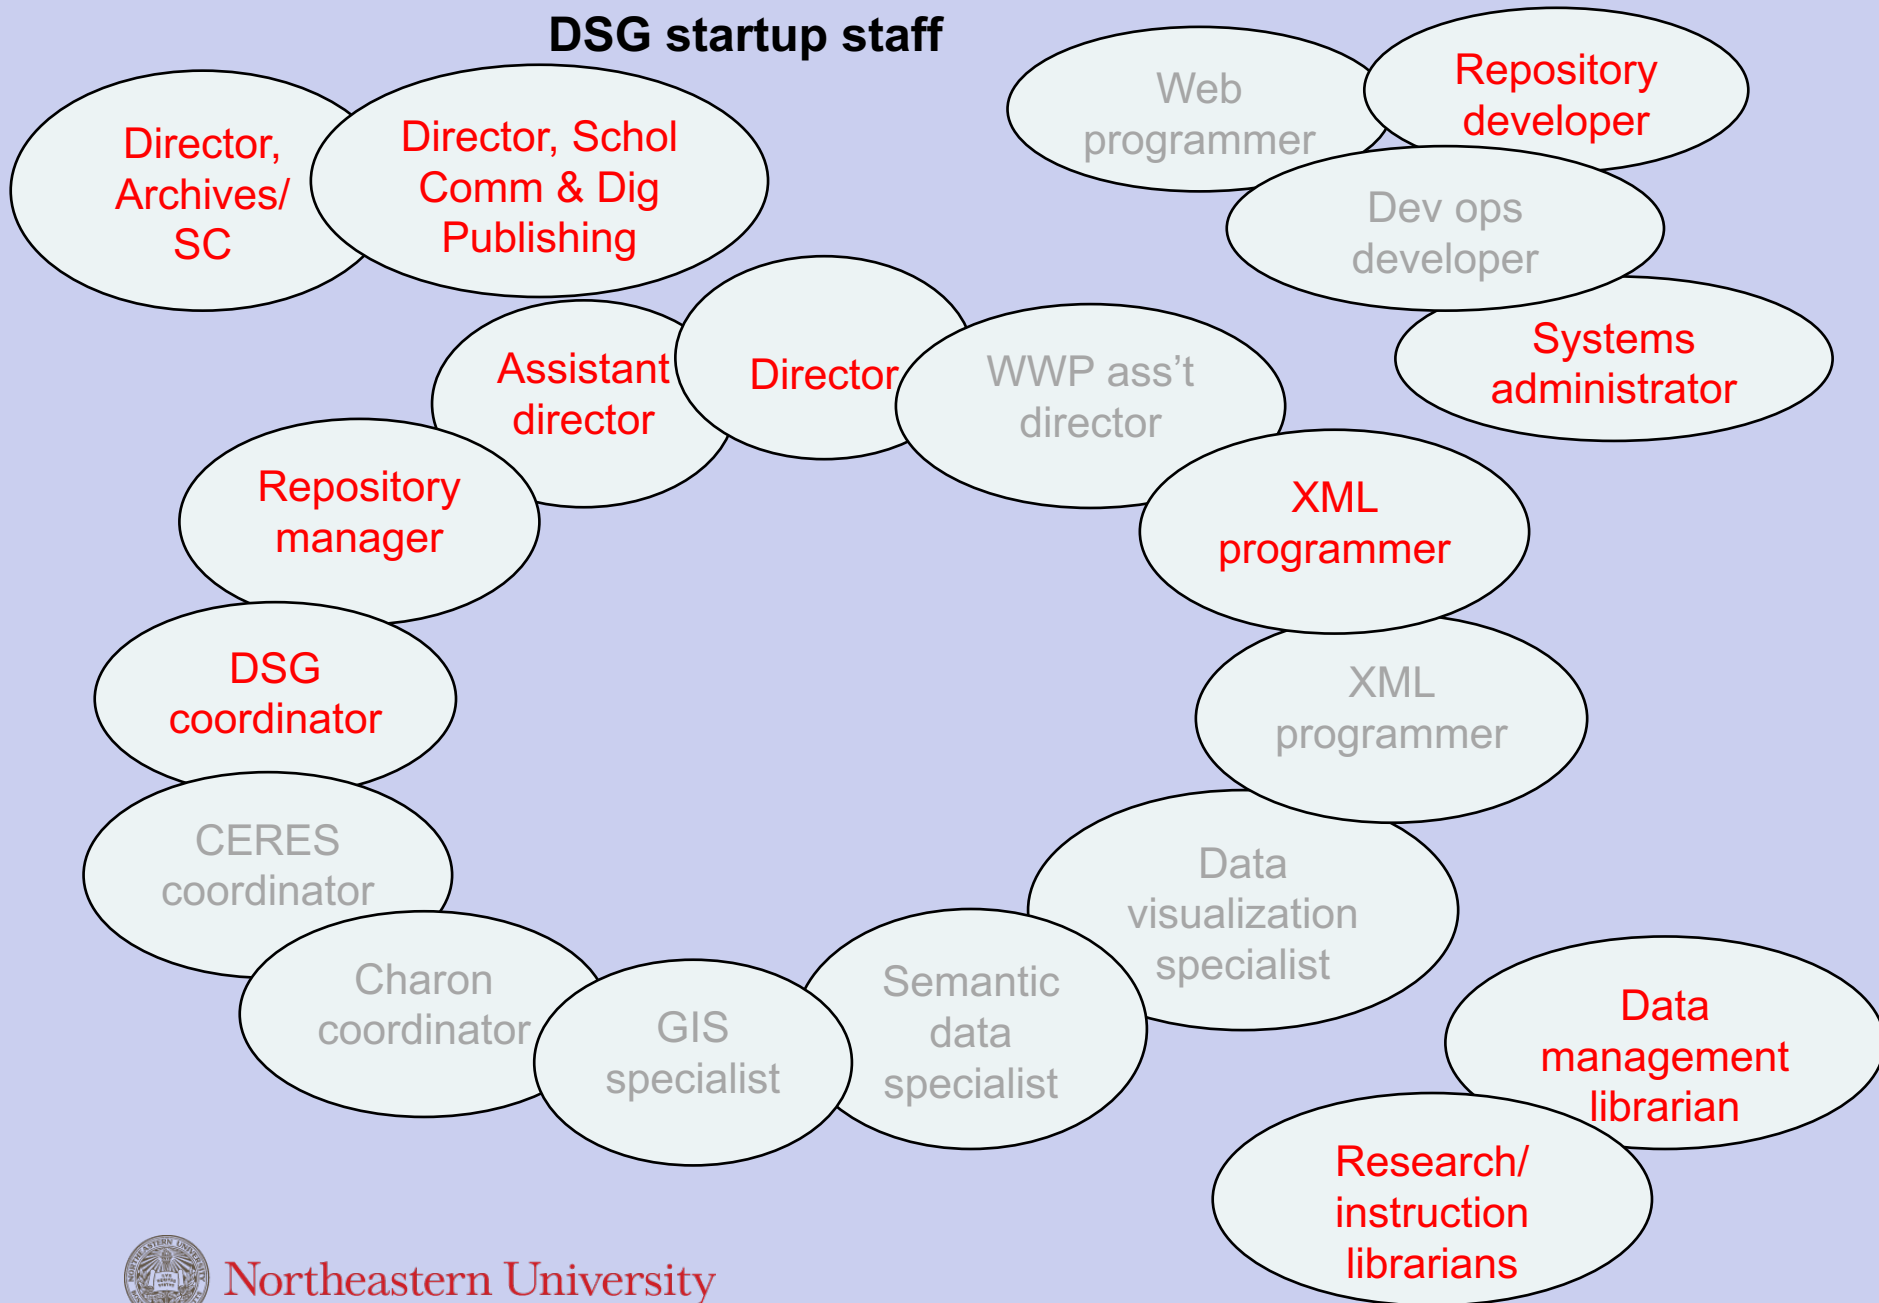 DSG startup staff
Director,
Archives/
SC
Director, Schol
Comm & Dig
Publishing
Web
programmer
Repository
developer
Dev ops
developer
Systems
administrator
Assistant
director
Director
WWP ass’t
director
Repository
manager
XML
programmer
DSG
coordinator
XML
programmer
CERES
coordinator
Data
visualization
specialist
Charon
coordinator
GIS
specialist
Semantic
data
specialist
Data
management
librarian
Research/
instruction
librarians
Northeastern University